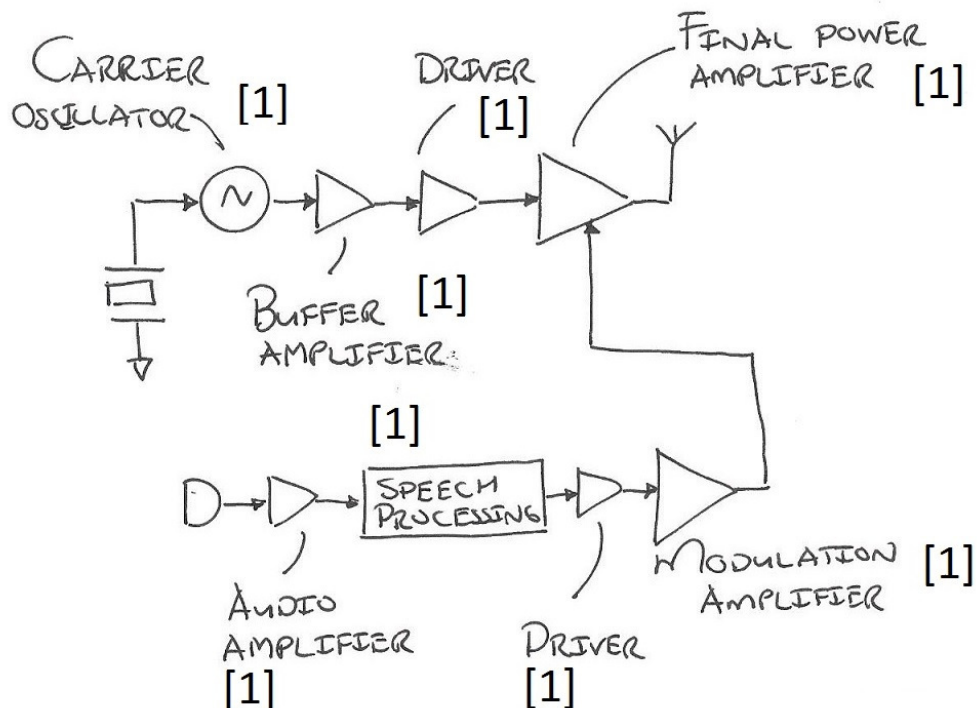 CARRIER
OSCILLATOR
[1]
DRIVER
[1]
FINAL POWER
AMPLIFIER
[1]
~
BUFFER
AMPLIFIER
[1]
[1]
SPEECH
PROCESSING
AUDIO
AMPLIFIER
[1]
DRIVER
[1]
MODULATION
AMPLIFIER
[1]